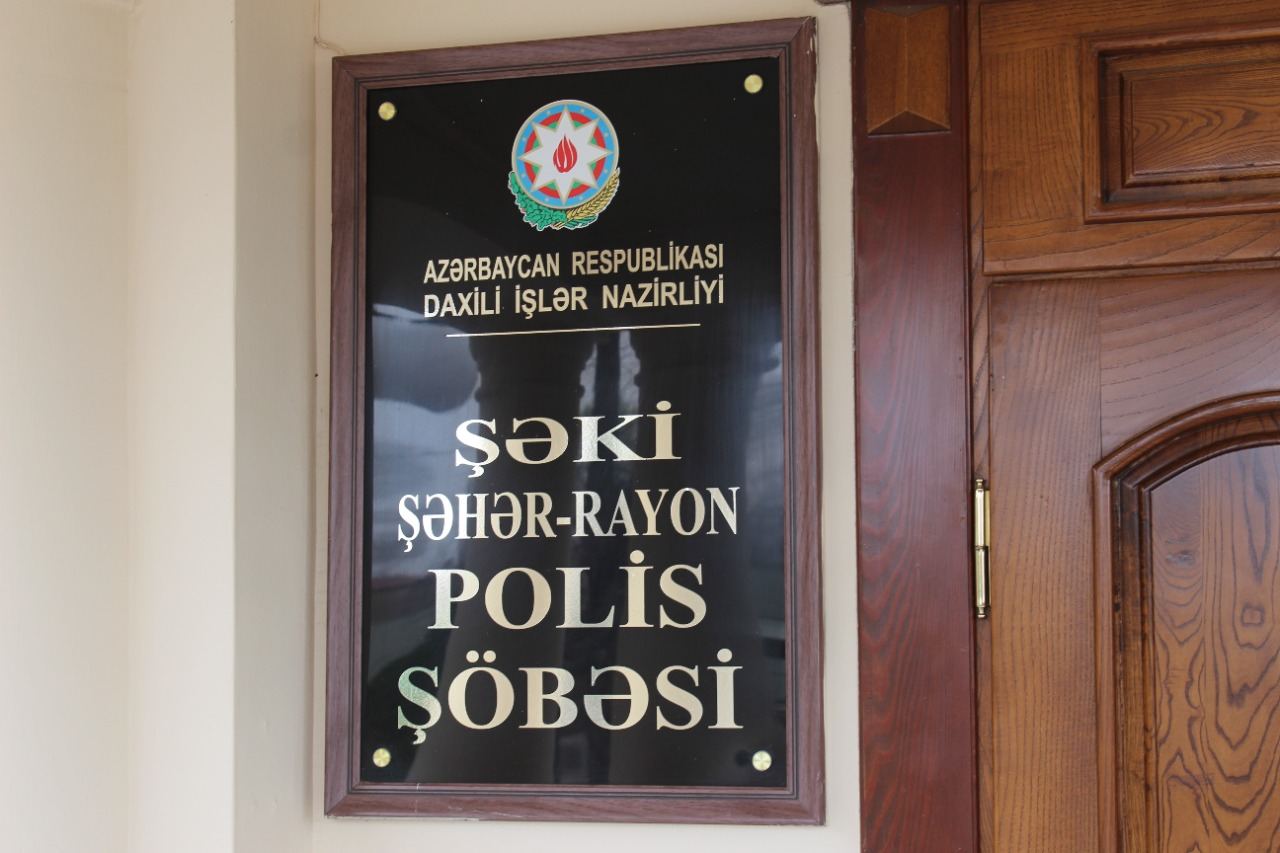 AZƏRBAYCAN RESPUBLİKASI
DAXİLİ İŞLƏR NAZİRLİYİ
ŞƏKİ
ŞƏHƏR-RAYON
POLİS
ŞÖBƏSİ